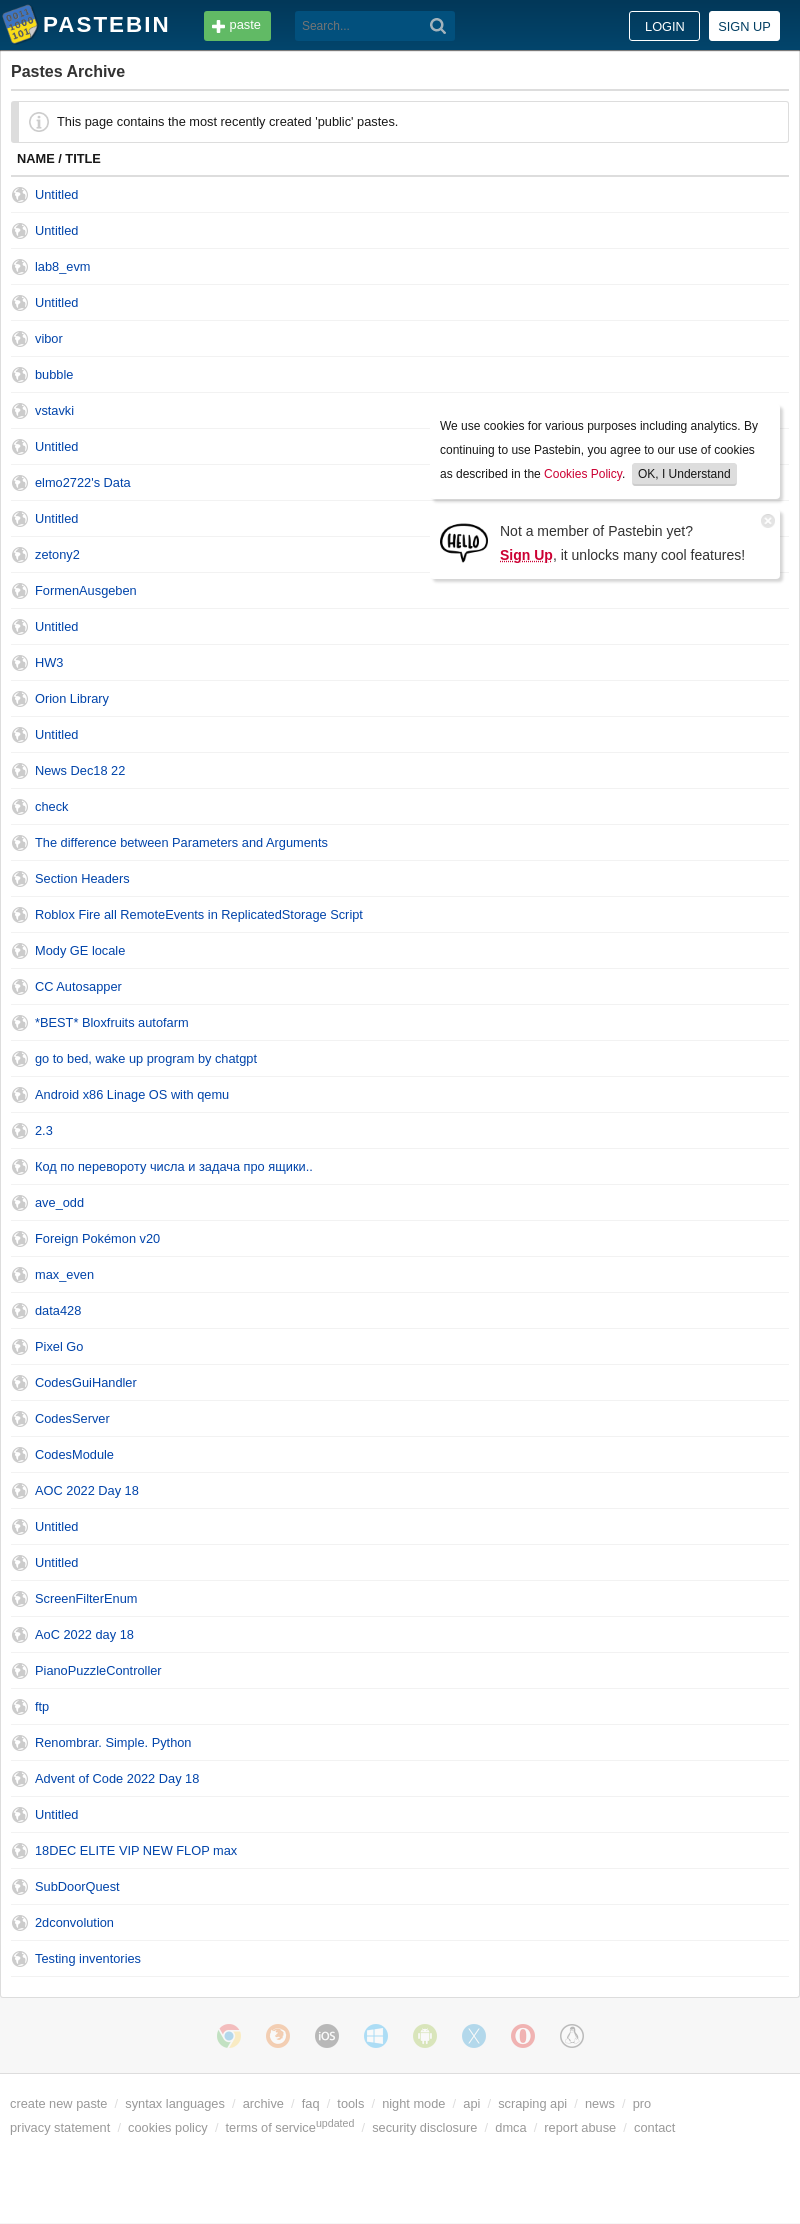 PASTEBIN
paste
Search...
LOGIN
SIGN UP
Pastes Archive
This page contains the most recently created 'public' pastes.
NAME / TITLE
Untitled
Untitled
lab8_evm
Untitled
vibor
bubble
vstavki
Untitled
elmo2722's Data
Untitled
zetony2
FormenAusgeben
Untitled
HW3
Orion Library
Untitled
News Dec18 22
check
The difference between Parameters and Arguments
Section Headers
Roblox Fire all RemoteEvents in ReplicatedStorage Script
Mody GE locale
CC Autosapper
*BEST* Bloxfruits autofarm
go to bed, wake up program by chatgpt
Android x86 Linage OS with qemu
2.3
Код по перевороту числа и задача про ящики..
ave_odd
Foreign Pokémon v20
max_even
data428
Pixel Go
CodesGuiHandler
CodesServer
CodesModule
AOC 2022 Day 18
Untitled
Untitled
ScreenFilterEnum
AoC 2022 day 18
PianoPuzzleController
ftp
Renombrar. Simple. Python
Advent of Code 2022 Day 18
Untitled
18DEC ELITE VIP NEW FLOP max
SubDoorQuest
2dconvolution
Testing inventories
We use cookies for various purposes including analytics. By
continuing to use Pastebin, you agree to our use of cookies
as described in the Cookies Policy. OK, I Understand
HELLO
Not a member of Pastebin yet?
Sign Up, it unlocks many cool features!
iOS
create new paste / syntax languages / archive / faq / tools / night mode / api / scraping api / news / pro
privacy statement / cookies policy / terms of service updated / security disclosure / dmca / report abuse / contact